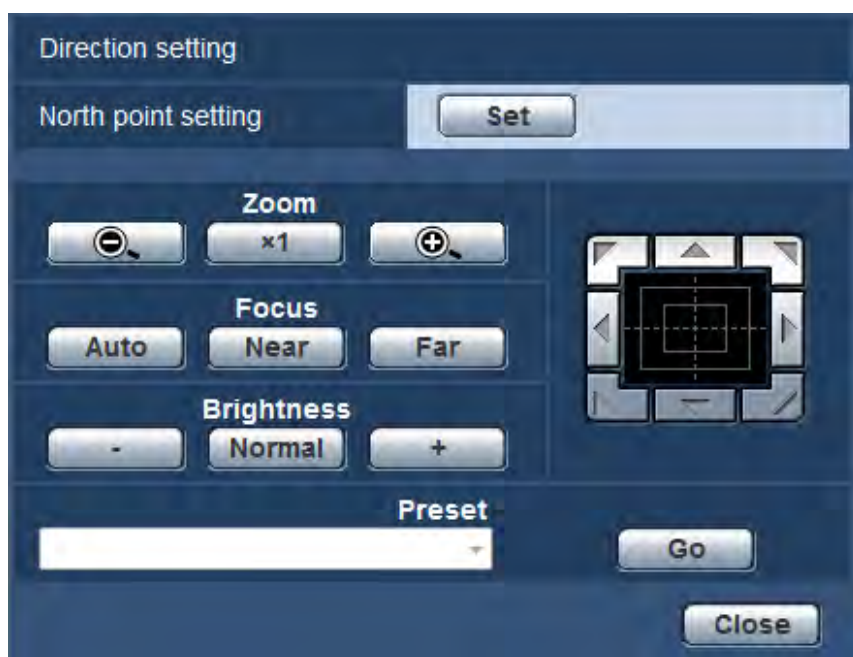 Direction setting
North point setting
Set
Zoom
×1
Focus
Auto Near Far
Brightness
- Normal +
Preset
Go
Close